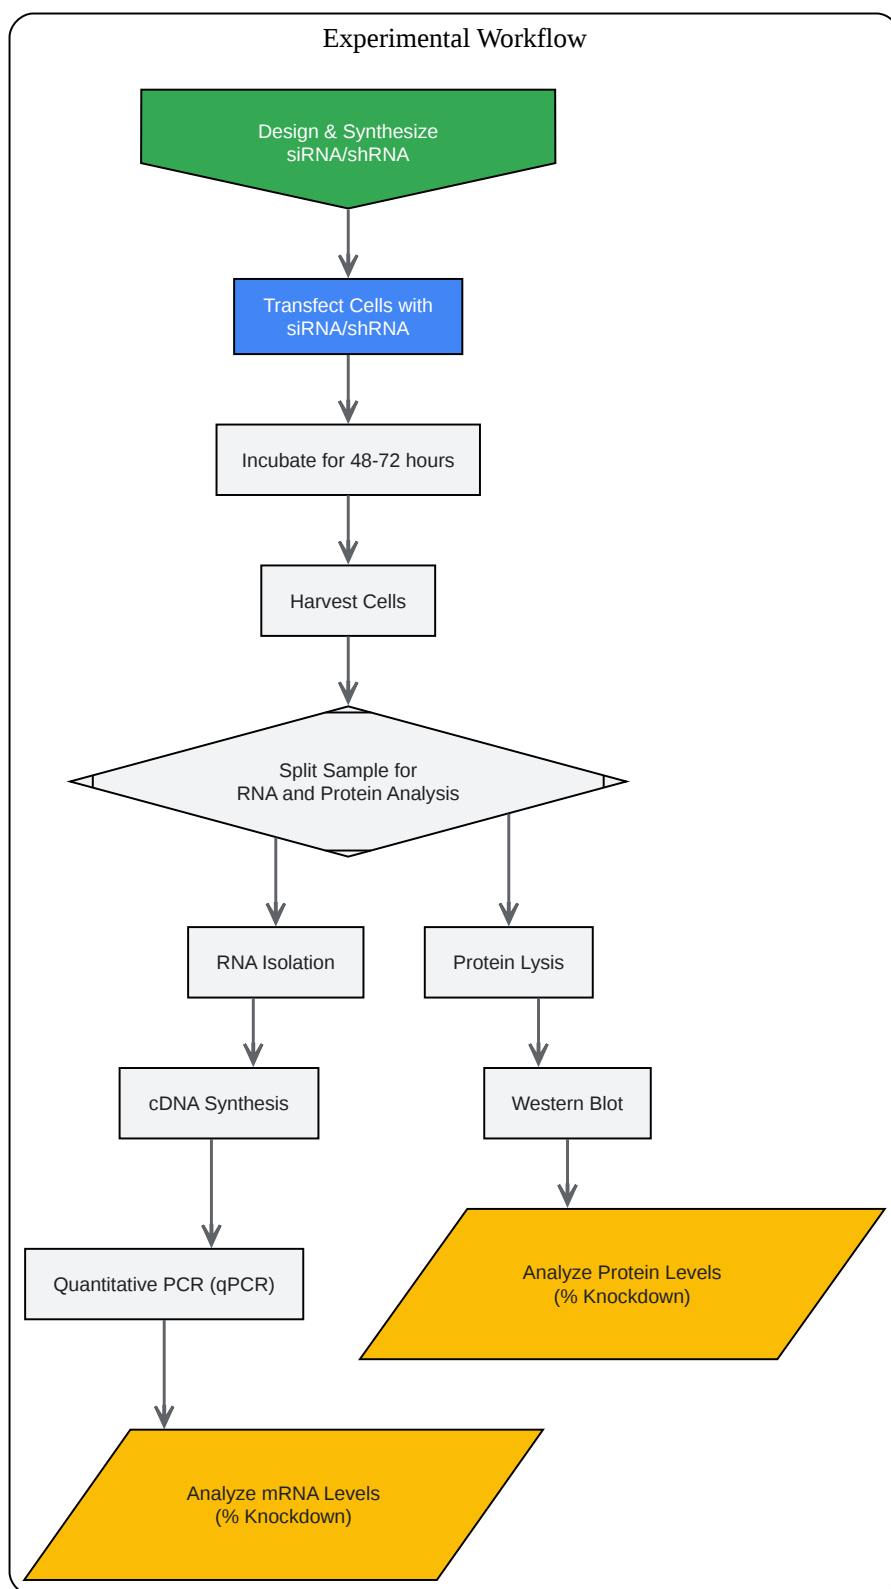 Experimental Workflow
Design & Synthesize
siRNA/shRNA
Transfect Cells with
siRNA/shRNA
Incubate for 48-72 hours
Harvest Cells
Split Sample for
RNA and Protein Analysis
RNA Isolation
Protein Lysis
cDNA Synthesis
Western Blot
Quantitative PCR (qPCR)
Analyze Protein Levels
(% Knockdown)
Analyze mRNA Levels
(% Knockdown)